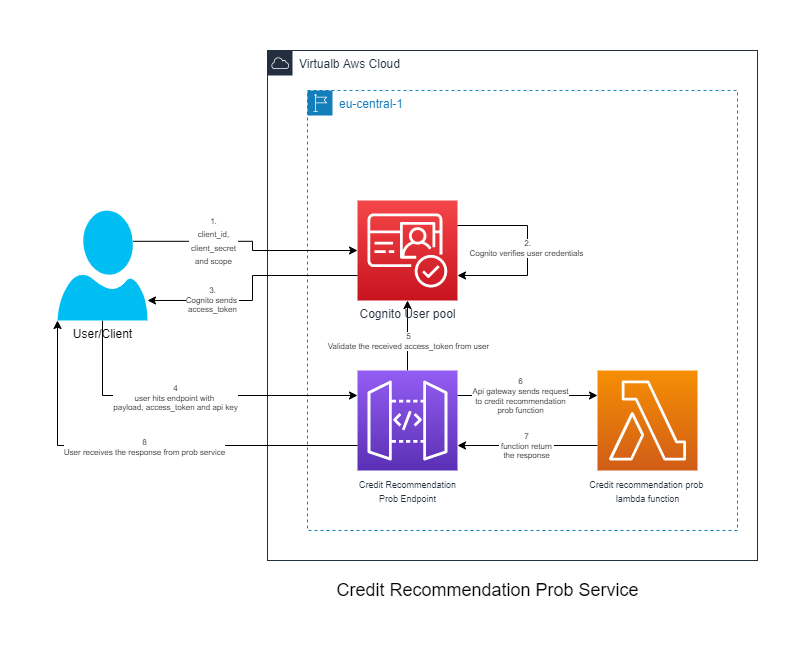 Virtualb Aws Cloud
eu-central-1
1.
client_id,
client_secret
and scope
2.
Cognito verifies user credentials
3.
Cognito sends
access_token
Cognito User pool
User/Client
5
Validate the received access_token from user
4
user hits endpoint with
payload, access_token and api key
6
Api gateway sends request
to credit recommendation
prob function
7
function return
the response
8
User receives the response from prob service
Credit Recommendation
Prob Endpoint
Credit recommendation prob
lambda function
Credit Recommendation Prob Service